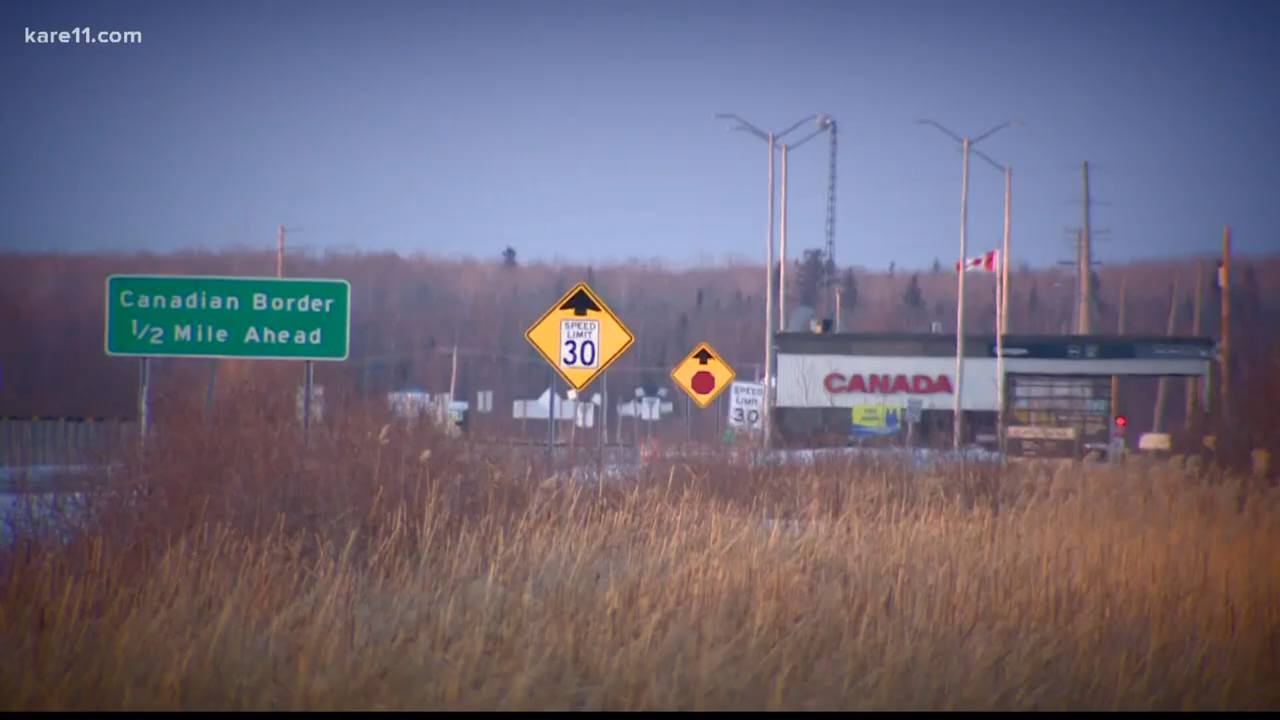 kare11.com
Canadian Border
1/2 Mile Ahead
SPEED
LIMIT
30
SPEED
LIMIT
30
CANADA